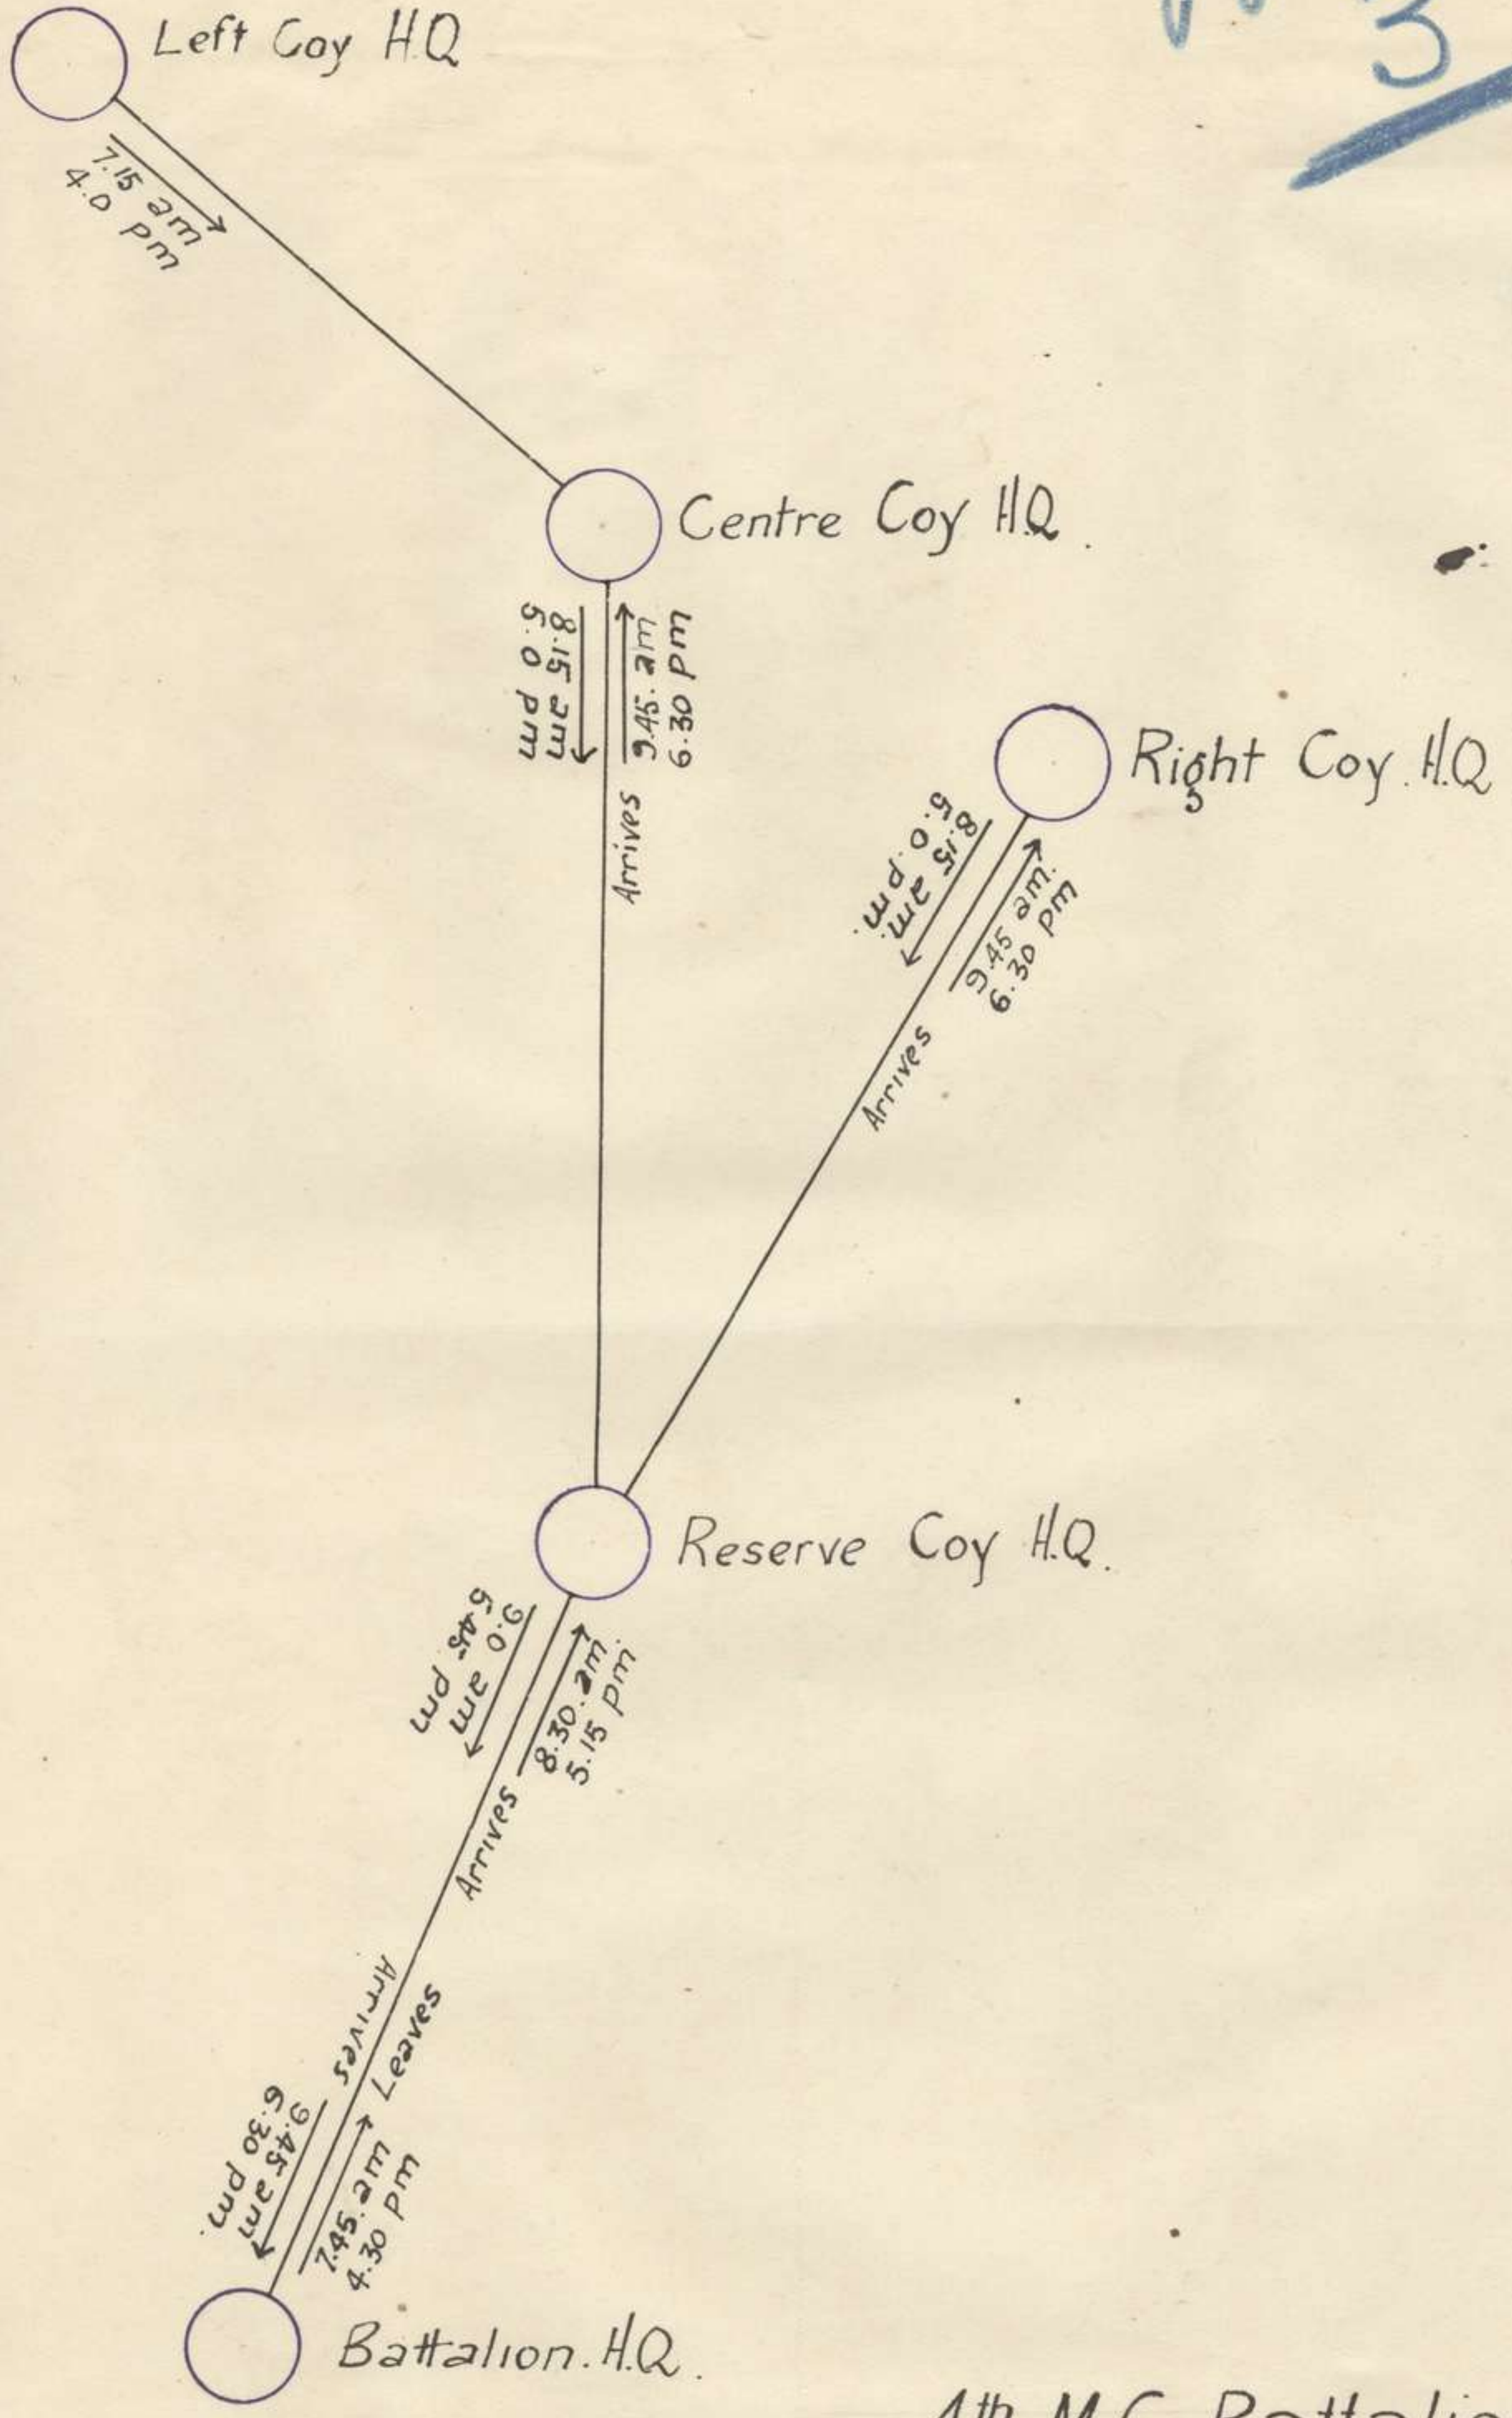 3
Left Coy H.Q
7.15 am
4.0 pm
Centre Coy H.Q.
8.15 am
5.0 pm
9.45. am
6.30 pm
Arrives
Right Coy. H.Q
8.15 am.
5.0. pm.
9.45 am.
6.30 pm
Arrives
Reserve Coy H.Q.
9.0 am
5.45 pm
8.30. am.
5.15 pm.
Arrives
Arrives
Leaves
9.45 am
6.30 pm.
7.45. am
4.30 pm
Battalion. H.Q.
4th M.G. Battalio